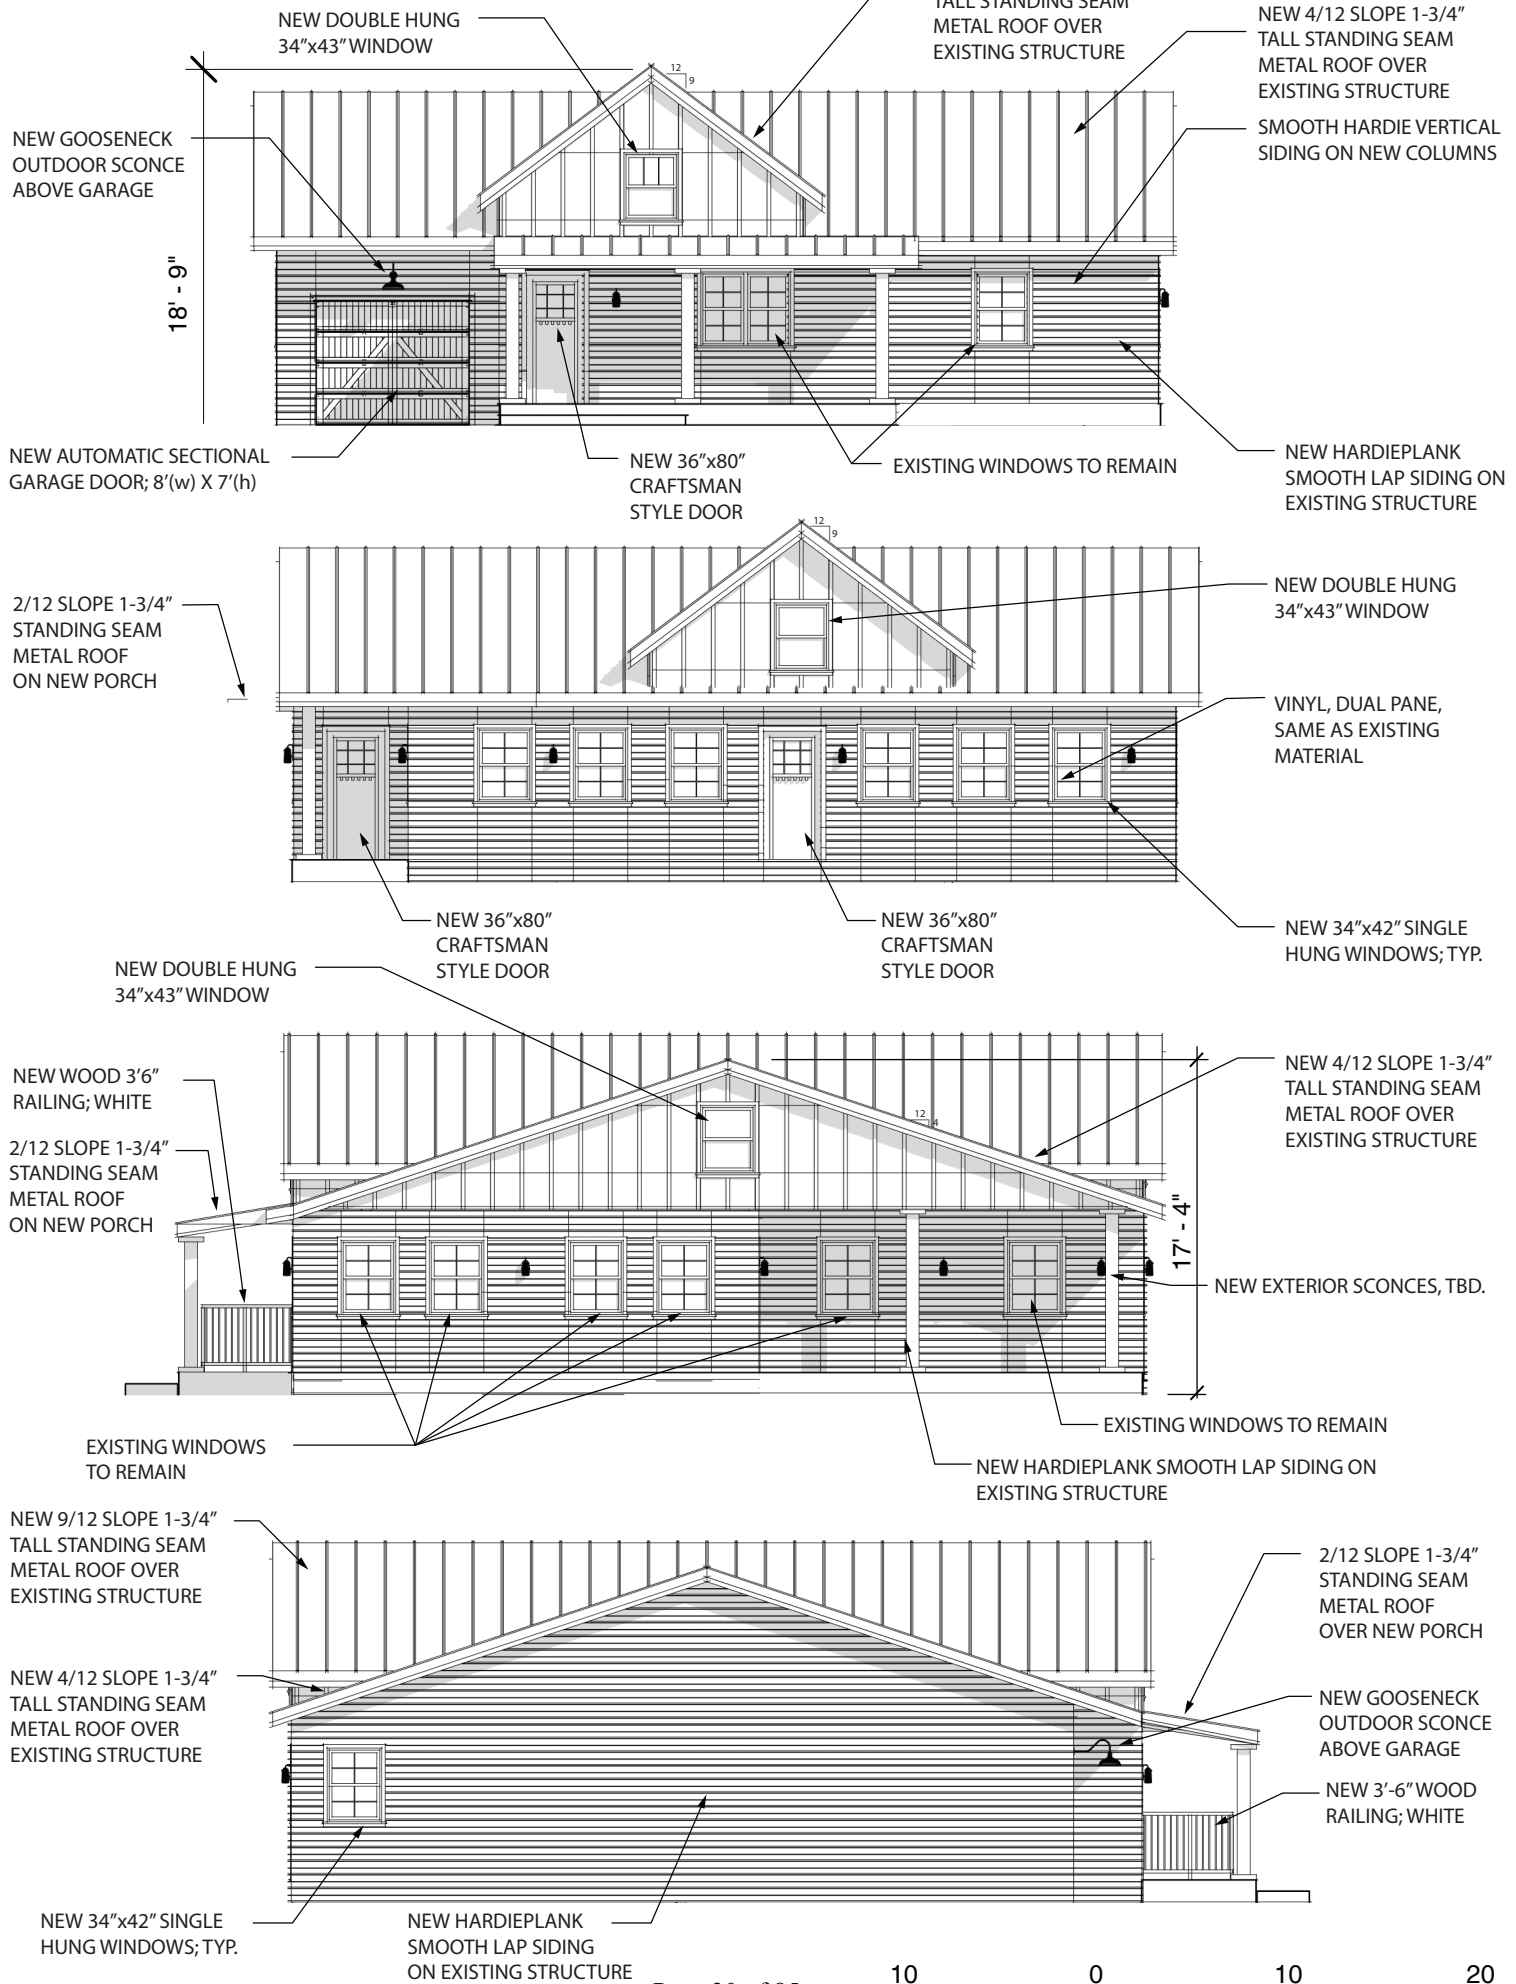 NEW DOUBLE HUNG
34”x43” WINDOW
TALL STANDING SEAM
METAL ROOF OVER
EXISTING STRUCTURE
NEW 4/12 SLOPE 1-3/4”
TALL STANDING SEAM
METAL ROOF OVER
EXISTING STRUCTURE
12
9
NEW GOOSENECK
OUTDOOR SCONCE
ABOVE GARAGE
SMOOTH HARDIE VERTICAL
SIDING ON NEW COLUMNS
18' - 9"
NEW AUTOMATIC SECTIONAL
GARAGE DOOR; 8’(w) X 7’(h)
NEW 36”x80”
CRAFTSMAN
STYLE DOOR
EXISTING WINDOWS TO REMAIN
NEW HARDIEPLANK
SMOOTH LAP SIDING ON
EXISTING STRUCTURE
12
9
2/12 SLOPE 1-3/4”
STANDING SEAM
METAL ROOF
ON NEW PORCH
NEW DOUBLE HUNG
34”x43” WINDOW
VINYL, DUAL PANE,
SAME AS EXISTING
MATERIAL
NEW 36”x80”
CRAFTSMAN
STYLE DOOR
NEW 36”x80”
CRAFTSMAN
STYLE DOOR
NEW 34”x42” SINGLE
HUNG WINDOWS; TYP.
NEW DOUBLE HUNG
34”x43” WINDOW
NEW WOOD 3’6”
RAILING; WHITE
2/12 SLOPE 1-3/4”
STANDING SEAM
METAL ROOF
ON NEW PORCH
12
4
NEW 4/12 SLOPE 1-3/4”
TALL STANDING SEAM
METAL ROOF OVER
EXISTING STRUCTURE
17' - 4"
NEW EXTERIOR SCONCES, TBD.
EXISTING WINDOWS
TO REMAIN
EXISTING WINDOWS TO REMAIN
NEW HARDIEPLANK SMOOTH LAP SIDING ON
EXISTING STRUCTURE
NEW 9/12 SLOPE 1-3/4”
TALL STANDING SEAM
METAL ROOF OVER
EXISTING STRUCTURE
NEW 4/12 SLOPE 1-3/4”
TALL STANDING SEAM
METAL ROOF OVER
EXISTING STRUCTURE
2/12 SLOPE 1-3/4”
STANDING SEAM
METAL ROOF
OVER NEW PORCH
NEW GOOSENECK
OUTDOOR SCONCE
ABOVE GARAGE
NEW 3’-6” WOOD
RAILING; WHITE
NEW 34”x42” SINGLE
HUNG WINDOWS; TYP.
NEW HARDIEPLANK
SMOOTH LAP SIDING
ON EXISTING STRUCTURE
10 0 10 20